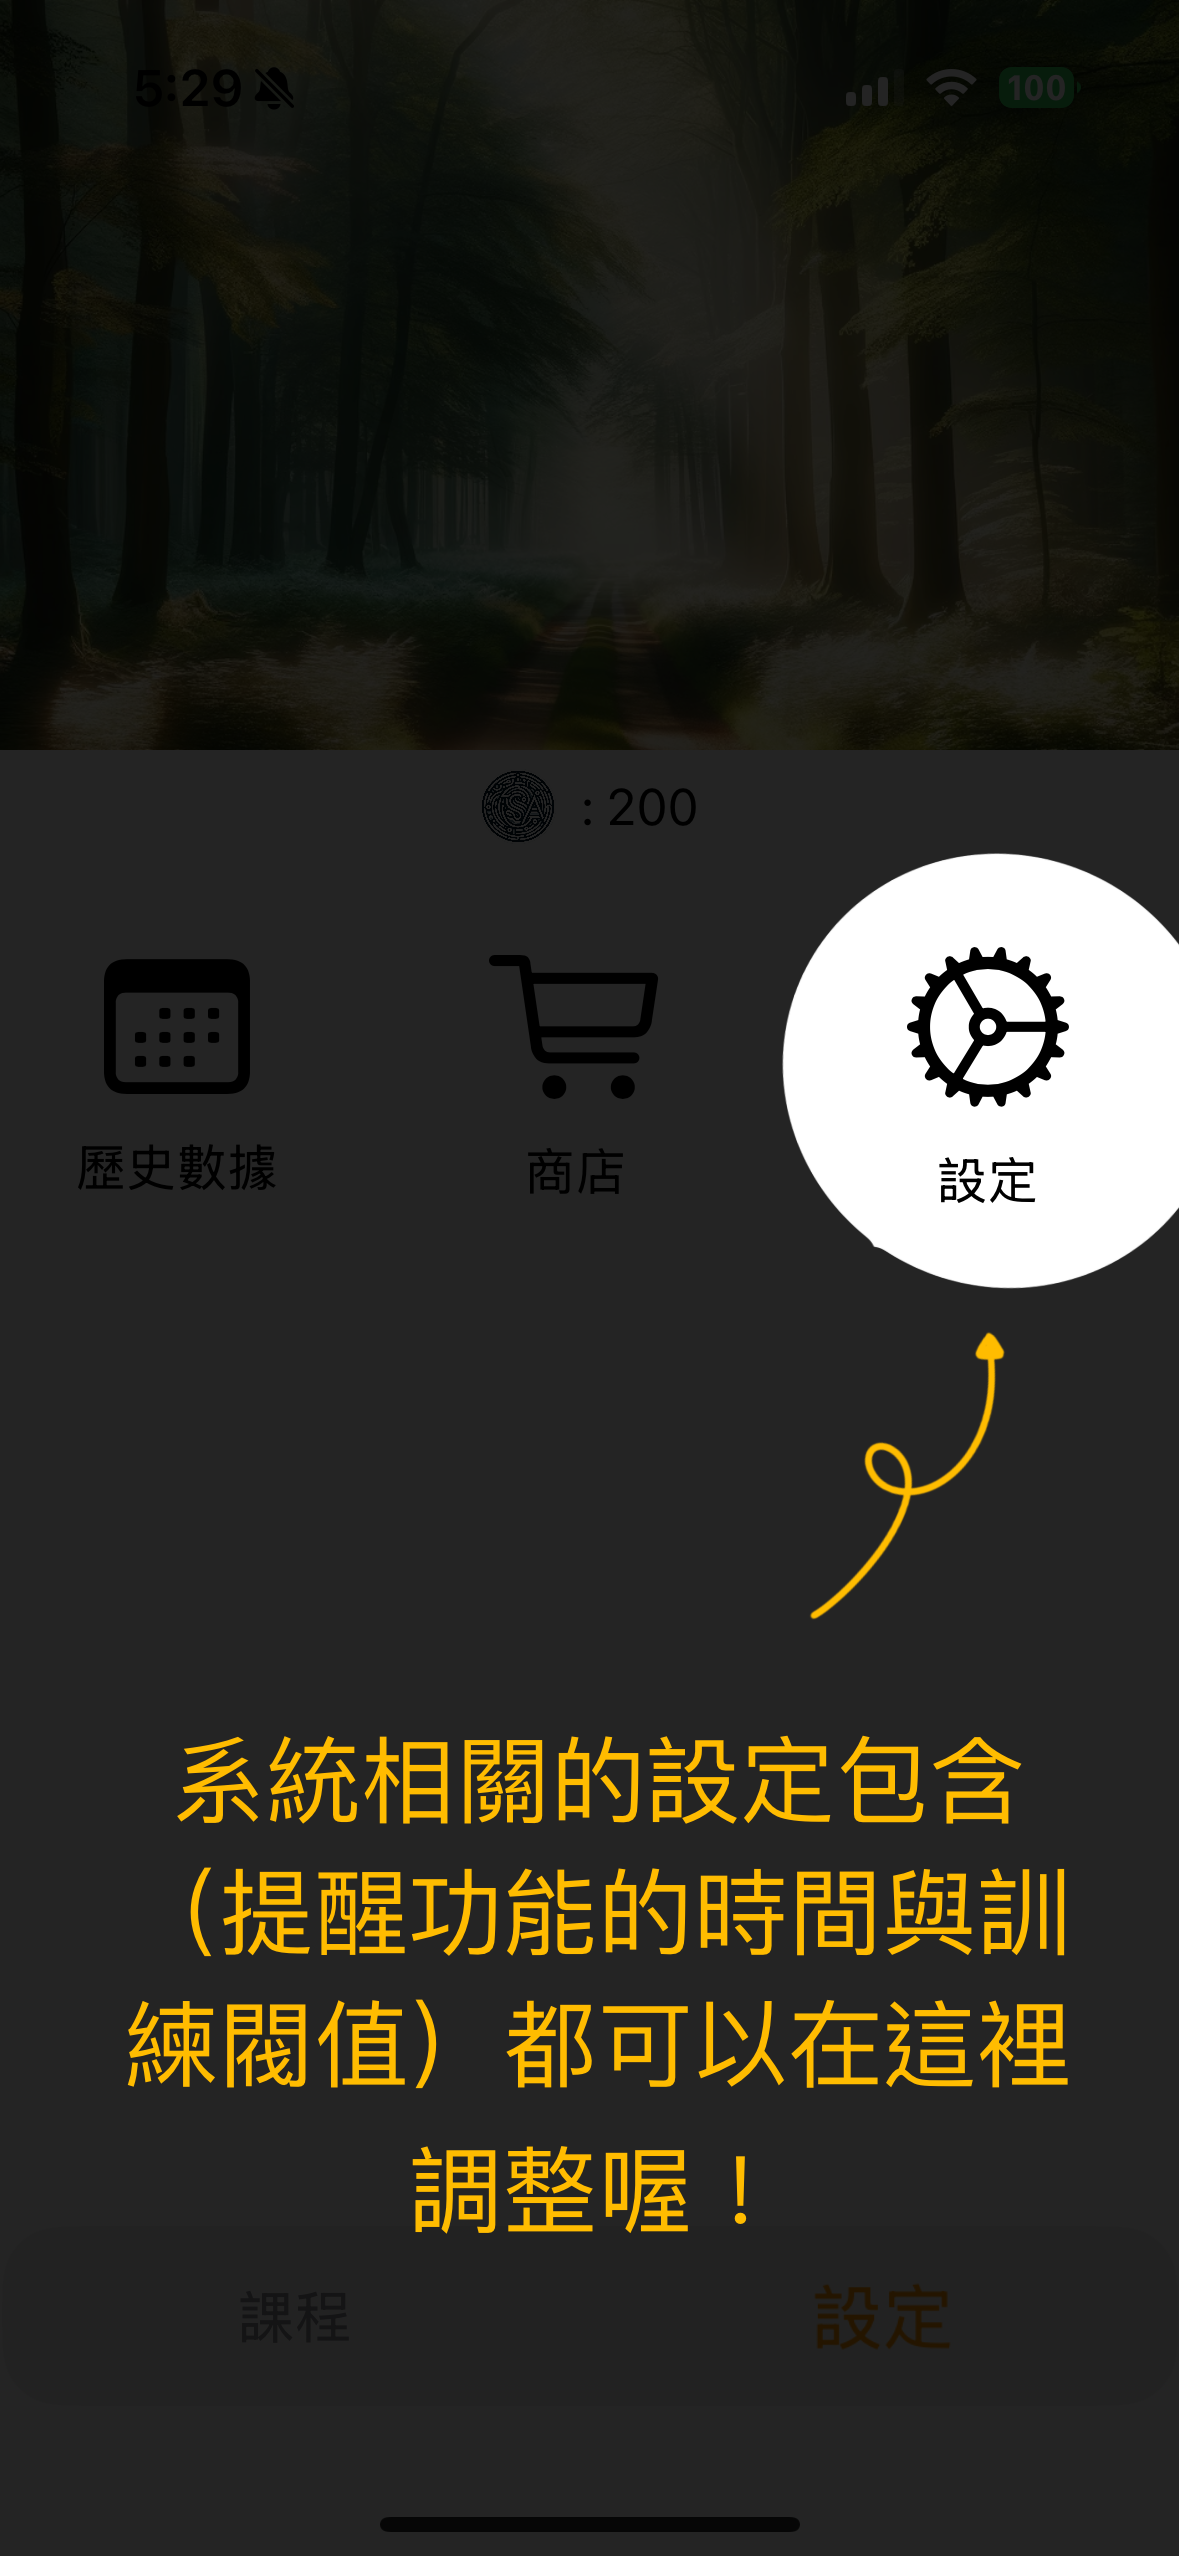 5:29
100
SA
: 200
歷史數據
商店
設定
系統相關的設定包含
（提醒功能的時間與訓
練閥值）都可以在這裡
調整喔！
課程
設定